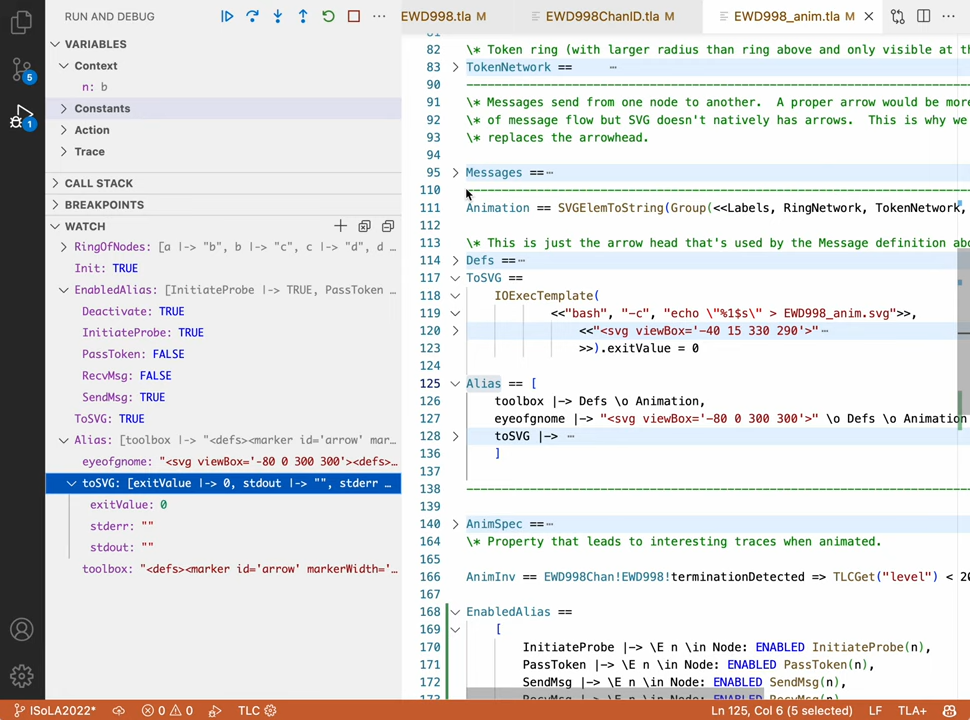 RUN AND DEBUG
EWD998.tla M
EWD998ChanID.tla M
EWD998_anim.tla M
5
1
VARIABLES
Context
n: b
Constants
Action
Trace
CALL STACK
BREAKPOINTS
WATCH
RingOfNodes: [a |-> "b", b |-> "c", c |-> "d", d …
Init: TRUE
EnabledAlias: [InitiateProbe |-> TRUE, PassToken …
Deactivate: TRUE
InitiateProbe: TRUE
PassToken: FALSE
RecvMsg: FALSE
SendMsg: TRUE
ToSVG: TRUE
Alias: [toolbox |-> "<defs><marker id='arrow' mar…
eyeofgnome: "<svg viewBox='-80 0 300 300'><defs>…
toSVG: [exitValue |-> 0, stdout |-> "", stderr …
exitValue: 0
stderr: ""
stdout: ""
toolbox: "<defs><marker id='arrow' markerWidth='…
81
82 \* Token ring (with larger radius than ring above and only visible at th
83 TokenNetwork == …
90 ----------------------------------------------------------------------
91 \* Messages send from one node to another.  A proper arrow would be mor
92 \* of message flow but SVG doesn't natively has arrows.  This is why we
93 \* replaces the arrowhead.
94
95 Messages ==…
110 ----------------------------------------------------------------------
111 Animation == SVGElemToString(Group(<<Labels, RingNetwork, TokenNetwork,
112
113 \* This is just the arrow head that's used by the Message definition abo
114 Defs ==…
117 ToSVG ==
118 IOExecTemplate(
119 <<"bash", "-c", "echo \"%1$s\" > EWD998_anim.svg">>,
120 <<"<svg viewBox='-40 15 330 290'>"…
123 >>).exitValue = 0
124
125 Alias == [
126 toolbox |-> Defs \o Animation,
127 eyeofgnome |-> "<svg viewBox='-80 0 300 300'>" \o Defs \o Animation
128 toSVG |-> …
136 ]
137
138 ----------------------------------------------------------------------
139
140 AnimSpec ==…
164 \* Property that leads to interesting traces when animated.
165
166 AnimInv == EWD998Chan!EWD998!terminationDetected => TLCGet("level") < 20
167
168 EnabledAlias ==
169 [
170 InitiateProbe |-> \E n \in Node: ENABLED InitiateProbe(n),
171 PassToken |-> \E n \in Node: ENABLED PassToken(n),
172 SendMsg |-> \E n \in Node: ENABLED SendMsg(n),
173 RecvMsg |-> \E n \in Node: ENABLED RecvMsg(n),
ISoLA2022* 0 0 TLC Ln 125, Col 6 (5 selected) LF TLA+